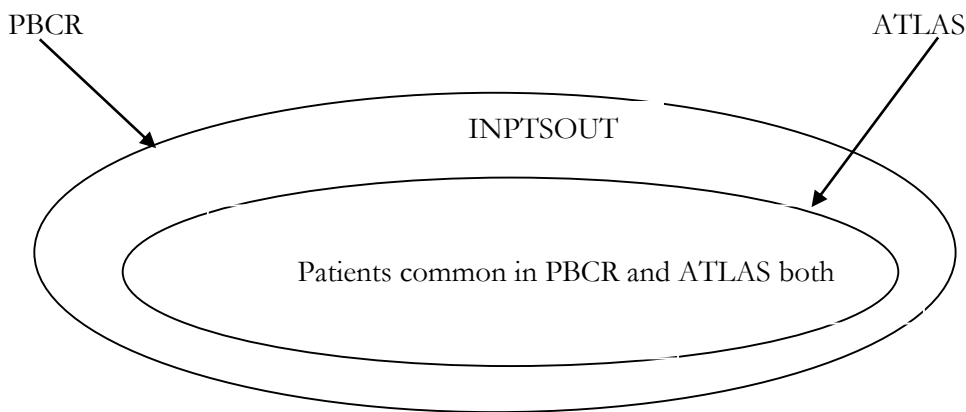 PBCR
ATLAS
INPTSOUT
Patients common in PBCR and ATLAS both